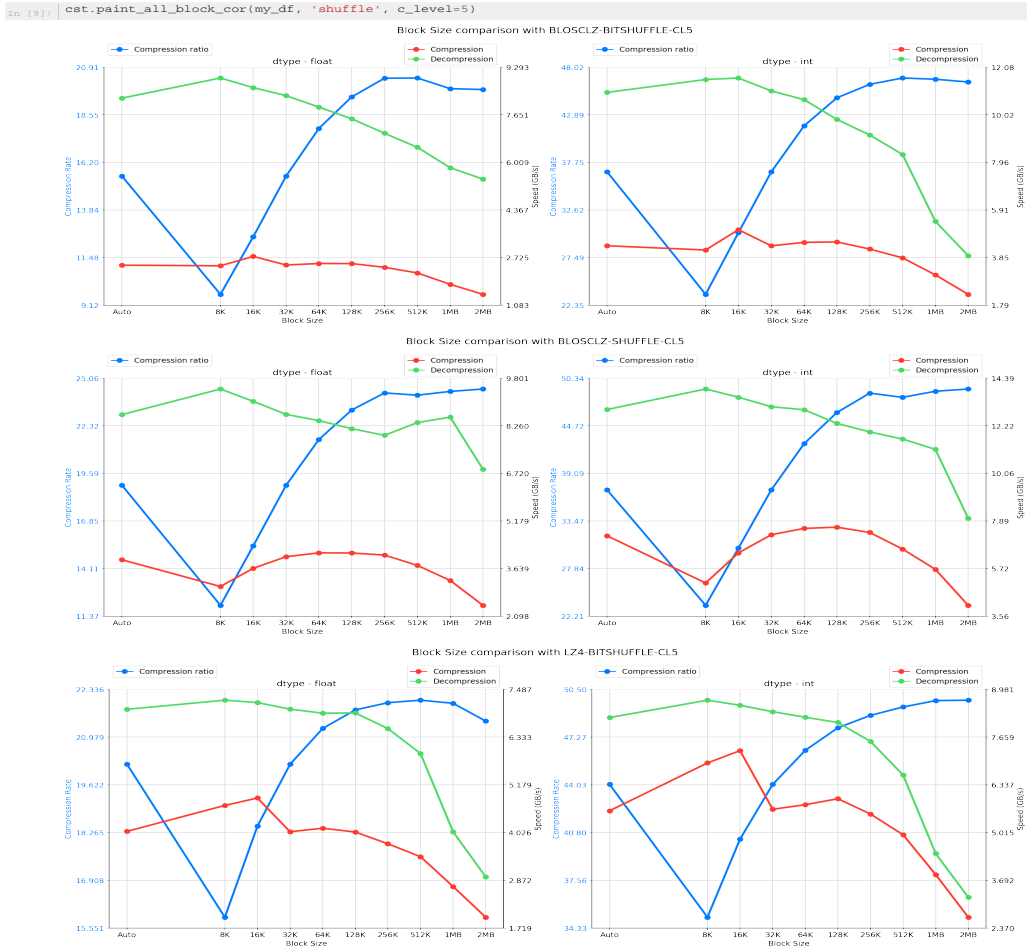 In [9]: cst.paint_all_block_cor(my_df, 'shuffle', c_level=5)
Block Size comparison with BLOSCLZ-BITSHUFFLE-CL5
Compression ratio
dtype - float
Compression
Decompression
20.91
18.55
16.20
13.84
11.48
9.12
Compression Rate
9.293
7.651
6.009
4.367
2.725
1.083
Speed (GB/s)
Auto 8K 16K 32K 64K 128K 256K 512K 1MB 2MB
Block Size
Compression ratio
dtype - int
Compression
Decompression
48.02
42.89
37.75
32.62
27.49
22.35
Compression Rate
12.08
10.02
7.96
5.91
3.85
1.79
Speed (GB/s)
Auto 8K 16K 32K 64K 128K 256K 512K 1MB 2MB
Block Size
Block Size comparison with BLOSCLZ-SHUFFLE-CL5
Compression ratio
dtype - float
Compression
Decompression
25.06
22.32
19.59
16.85
14.11
11.37
Compression Rate
9.801
8.260
6.720
5.179
3.639
2.098
Speed (GB/s)
Auto 8K 16K 32K 64K 128K 256K 512K 1MB 2MB
Block Size
Compression ratio
dtype - int
Compression
Decompression
50.34
44.72
39.09
33.47
27.84
22.21
Compression Rate
14.39
12.22
10.06
7.89
5.72
3.56
Speed (GB/s)
Auto 8K 16K 32K 64K 128K 256K 512K 1MB 2MB
Block Size
Block Size comparison with LZ4-BITSHUFFLE-CL5
Compression ratio
dtype - float
Compression
Decompression
22.336
20.979
19.622
18.265
16.908
15.551
Compression Rate
7.487
6.333
5.179
4.026
2.872
1.719
Speed (GB/s)
Auto 8K 16K 32K 64K 128K 256K 512K 1MB 2MB
Block Size
Compression ratio
dtype - int
Compression
Decompression
50.50
47.27
44.03
40.80
37.56
34.33
Compression Rate
8.981
7.659
6.337
5.015
3.692
2.370
Speed (GB/s)
Auto 8K 16K 32K 64K 128K 256K 512K 1MB 2MB
Block Size